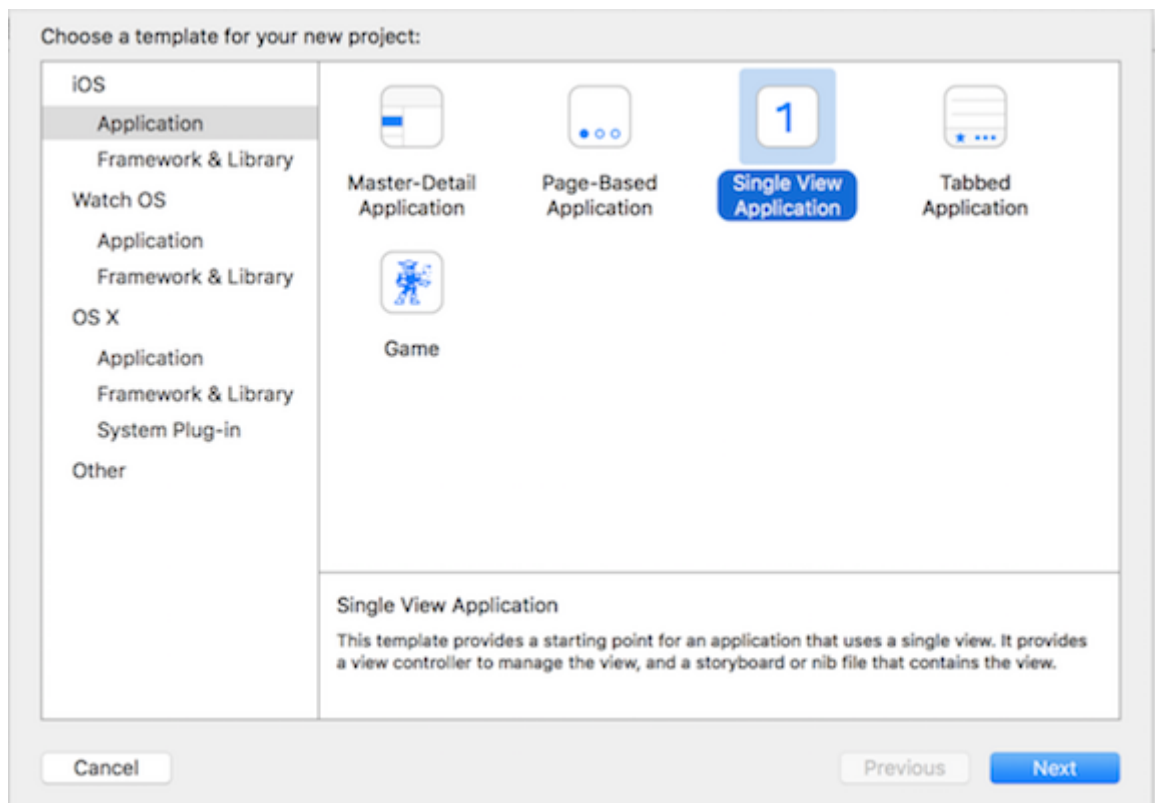 Choose a template for your new project:
iOS
Application
Framework & Library
Watch OS
Application
Framework & Library
OS X
Application
Framework & Library
System Plug-in
Other
Master-Detail
Application
Page-Based
Application
1
Single View
Application
Tabbed
Application
Game
Single View Application
This template provides a starting point for an application that uses a single view. It provides
a view controller to manage the view, and a storyboard or nib file that contains the view.
Cancel
Previous
Next